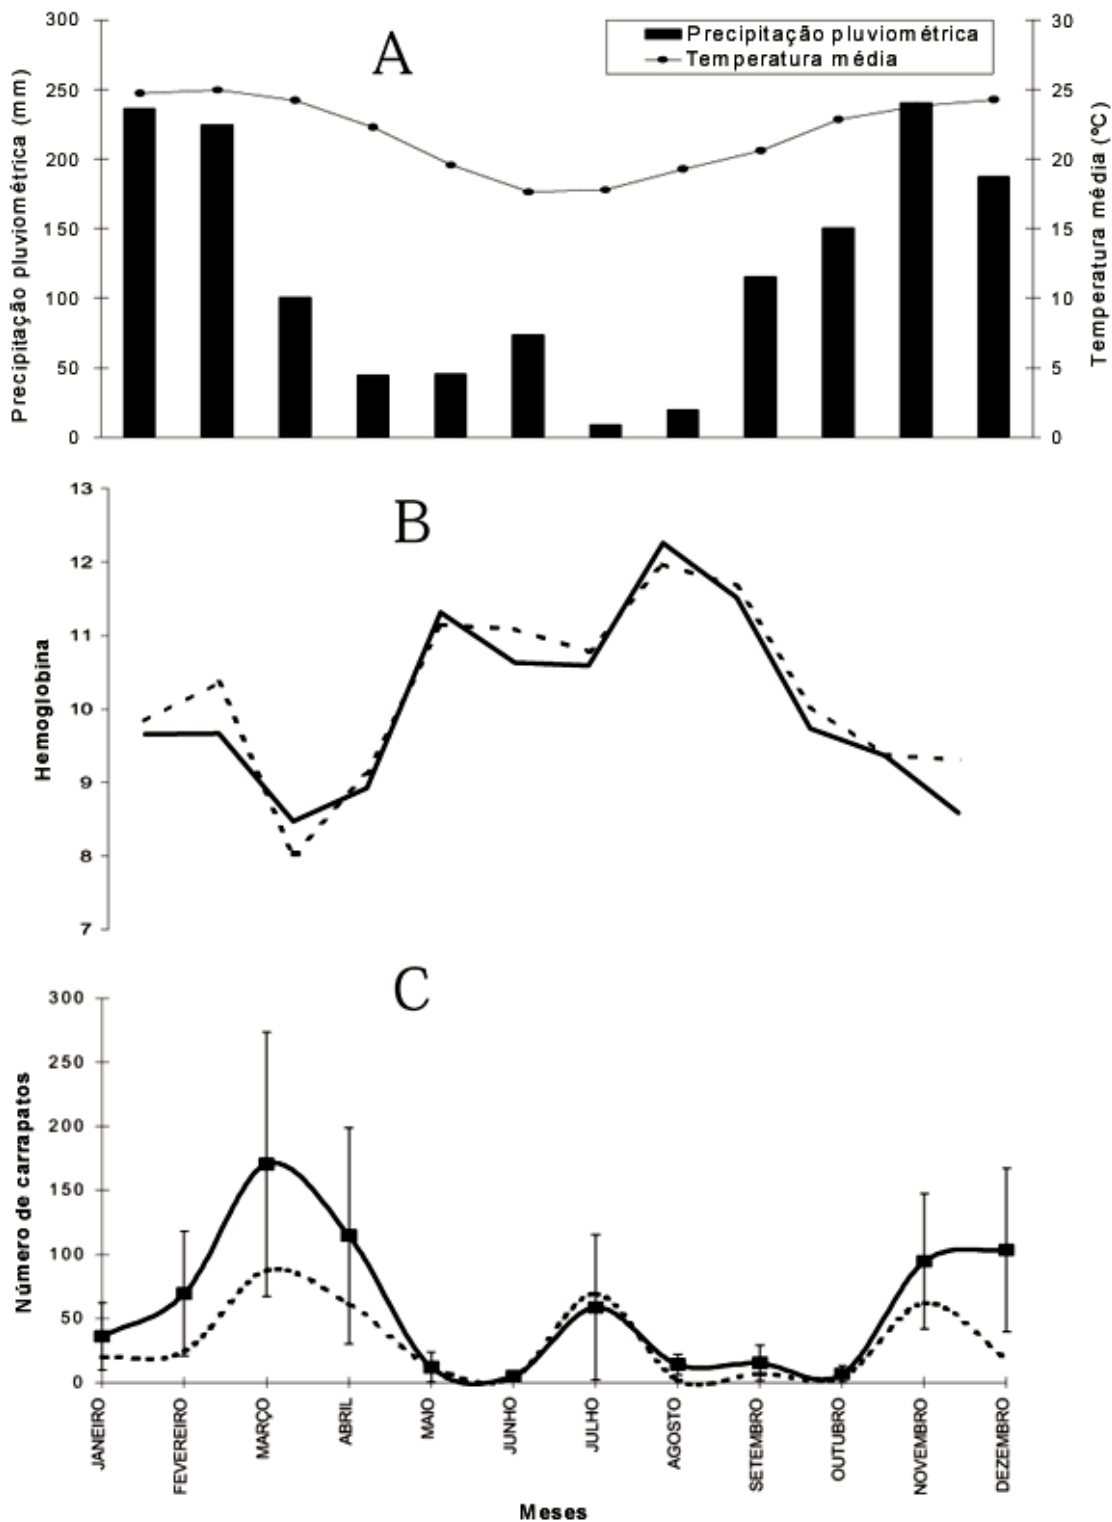 A
Precipitação pluviométrica
Temperatura média
Precipitação pluviométrica (mm)
300
250
200
150
100
50
0
30
25
20
15
10
5
0
Temperatura média (ºC)
B
Hemoglobina
13
12
11
10
9
8
7
C
Número de carrapatos
300
250
200
150
100
50
0
JANEIRO
FEVEREIRO
MARÇO
ABRIL
MAIO
JUNHO
JULHO
AGOSTO
SETEMBRO
OUTUBRO
NOVEMBRO
DEZEMBRO
Meses